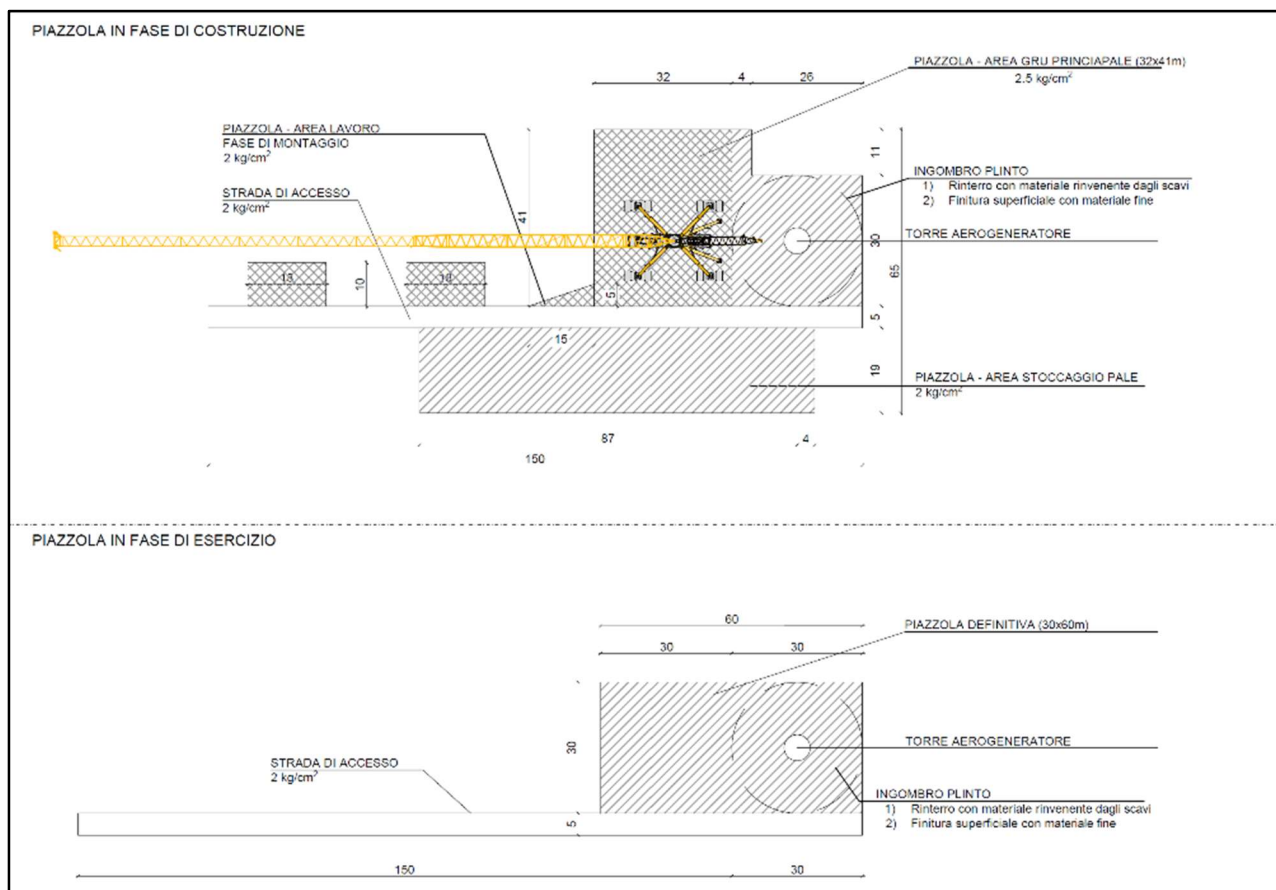 PIAZZOLA IN FASE DI COSTRUZIONE
PIAZZOLA - AREA GRU PRINCIAPALE (32x41m)
2.5 kg/cm²
32
4
26
PIAZZOLA - AREA LAVORO
FASE DI MONTAGGIO
2 kg/cm²
STRADA DI ACCESSO
2 kg/cm²
11
INGOMBRO PLINTO
1) Rinterro con materiale rinvenente dagli scavi
2) Finitura superficiale con materiale fine
TORRE AEROGENERATORE
41
30
65
13
10
18
5
5
15
19
PIAZZOLA - AREA STOCCAGGIO PALE
2 kg/cm²
87
4
150
PIAZZOLA IN FASE DI ESERCIZIO
60
PIAZZOLA DEFINITIVA (30x60m)
30
30
30
TORRE AEROGENERATORE
STRADA DI ACCESSO
2 kg/cm²
INGOMBRO PLINTO
1) Rinterro con materiale rinvenente dagli scavi
2) Finitura superficiale con materiale fine
5
150
30